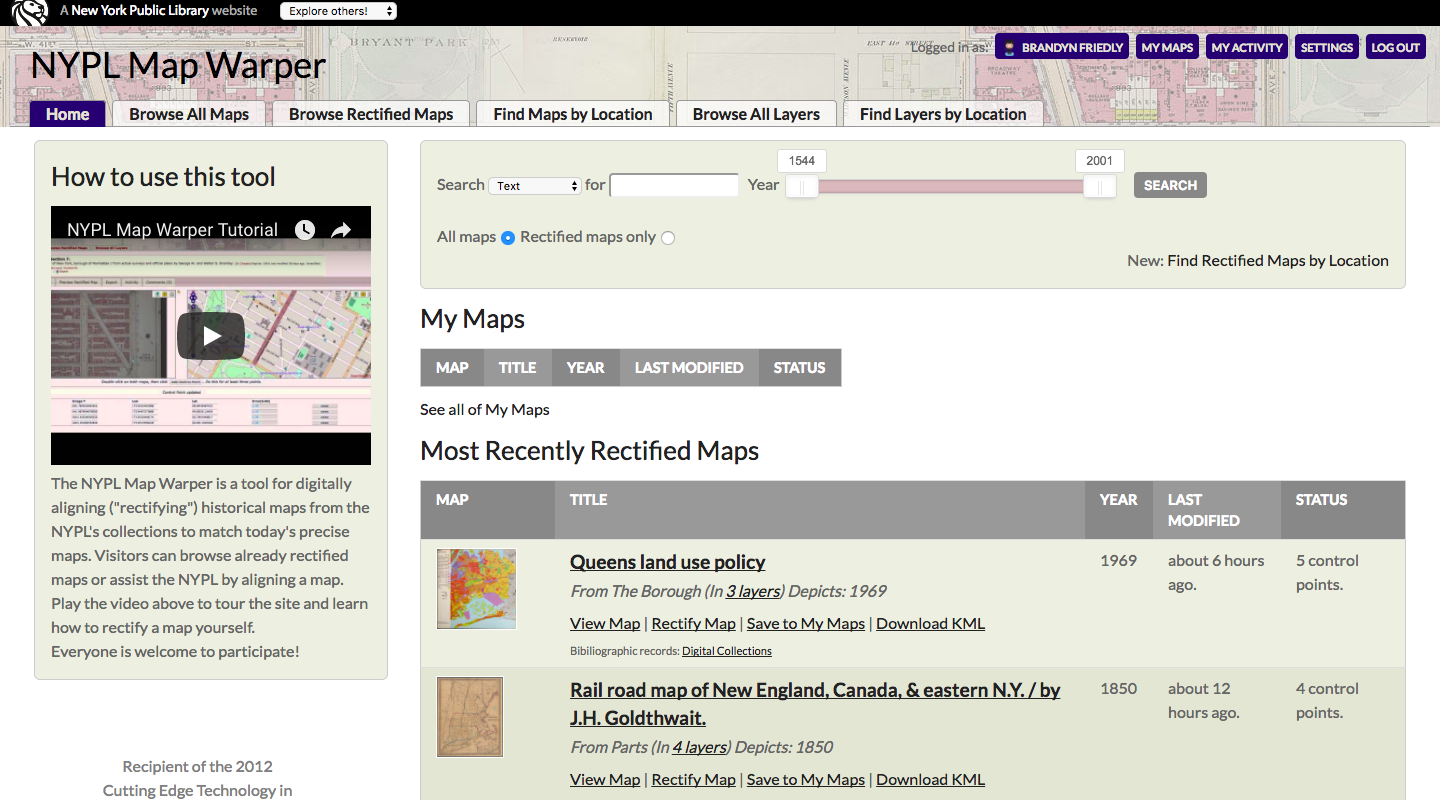 A New York Public Library website
Explore others!
BRYANT PARK
RESERVOIR
EAST 41st STREET
NYPL Map Warper
Logged in as:
BRANDYN FRIEDLY
MY MAPS
MY ACTIVITY
SETTINGS
LOG OUT
Home
Browse All Maps
Browse Rectified Maps
Find Maps by Location
Browse All Layers
Find Layers by Location
How to use this tool
NYPL Map Warper Tutorial
The NYPL Map Warper is a tool for digitally
aligning ("rectifying") historical maps from the
NYPL's collections to match today's precise
maps. Visitors can browse already rectified
maps or assist the NYPL by aligning a map.
Play the video above to tour the site and learn
how to rectify a map yourself.
Everyone is welcome to participate!
Recipient of the 2012
Cutting Edge Technology in
1544
2001
Search Text for Year SEARCH
All maps Rectified maps only
New: Find Rectified Maps by Location
My Maps
MAP TITLE YEAR LAST MODIFIED STATUS
See all of My Maps
Most Recently Rectified Maps
MAP TITLE YEAR LAST MODIFIED STATUS
Queens land use policy
From The Borough (In 3 layers) Depicts: 1969
View Map | Rectify Map | Save to My Maps | Download KML
Bibiliographic records: Digital Collections
1969
about 6 hours
ago.
5 control
points.
Rail road map of New England, Canada, & eastern N.Y. / by
J.H. Goldthwait.
From Parts (In 4 layers) Depicts: 1850
View Map | Rectify Map | Save to My Maps | Download KML
1850
about 12
hours ago.
4 control
points.